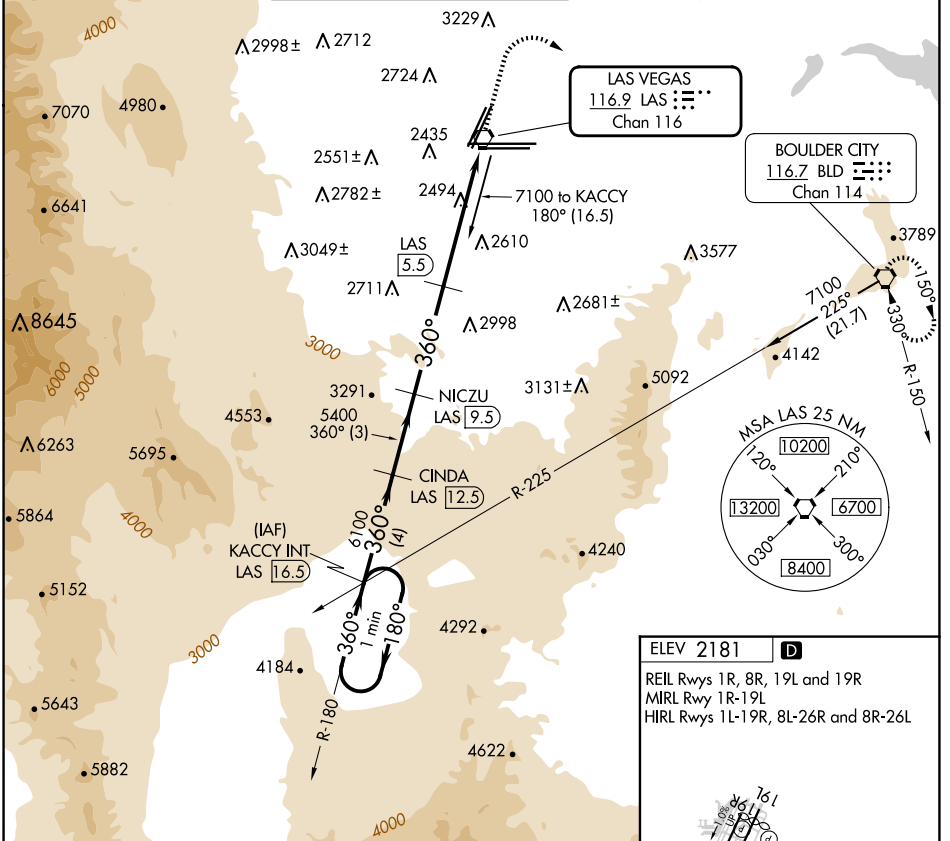 4000
2998±
2712
3229
2724
LAS VEGAS
116.9 LAS
Chan 116
7070
4980
2435
2551±
BOULDER CITY
116.7 BLD
Chan 114
2782±
2494
7100 to KACCY
180° (16.5)
6641
3049±
LAS
5.5
2610
3577
3789
2711
2681±
7100
225°
(21.7)
150°
330°
8645
3000
2998
360°
4142
R-150
6000
5000
3291
NICZU
LAS 9.5
3131±
5092
4553
5400
360° (3)
6263
5695
CINDA
LAS 12.5
R-225
MSA LAS 25 NM
10200
120°
210°
13200
6700
030°
300°
8400
5864
4000
(IAF)
KACCY INT
LAS 16.5
6100
360°
(4)
4240
5152
360°
1 min
180°
4292
3000
4184
ELEV 2181
D
REIL Rwys 1R, 8R, 19L and 19R
MIRL Rwy 1R-19L
HIRL Rwys 1L-19R, 8L-26R and 8R-26L
5643
R-180
4622
5882
4000
19L
19R
1.0%
UP